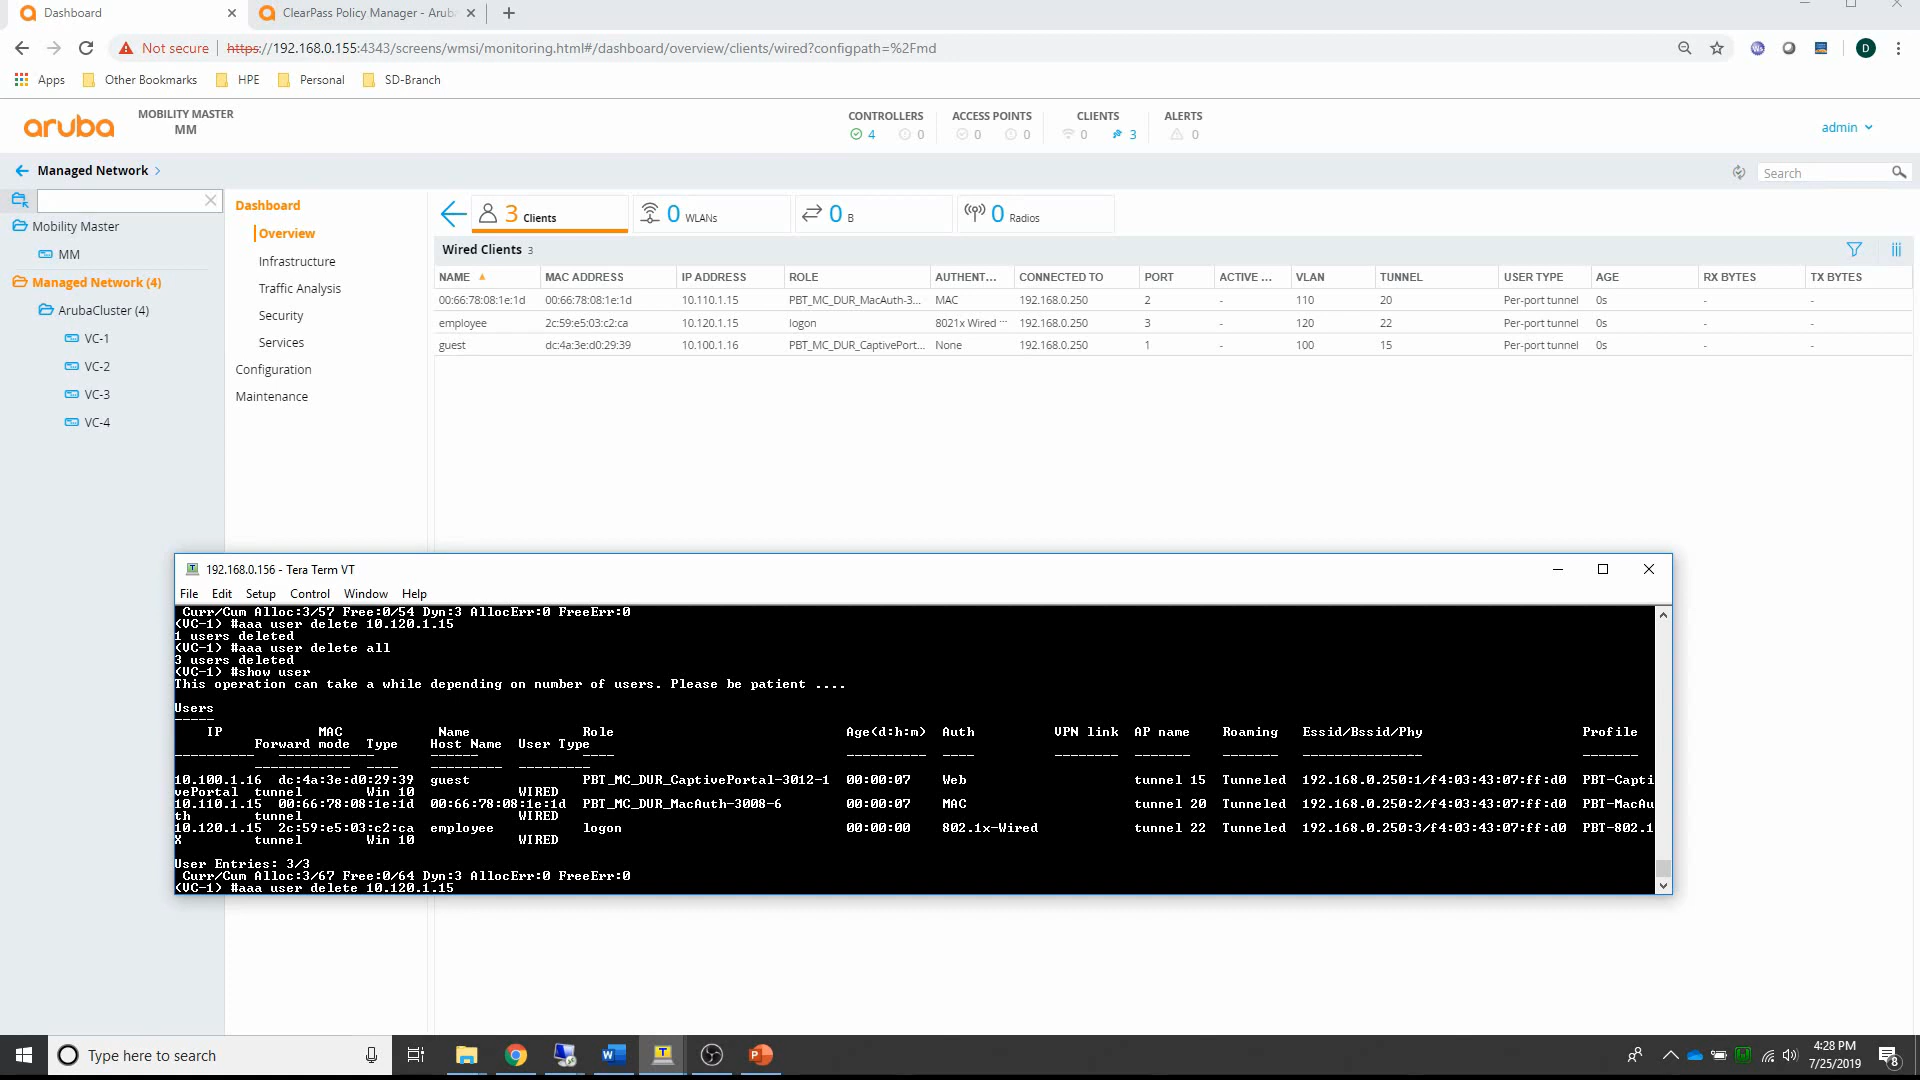 Dashboard
ClearPass Policy Manager - Arub
Not secure
https://192.168.0.155:4343/screens/wmsi/monitoring.html#/dashboard/overview/clients/wired?configpath=%2Fmd
Ws
D
Apps
Other Bookmarks
HPE
Personal
SD-Branch
aruba
MOBILITY MASTER
MM
CONTROLLERS
4
0
ACCESS POINTS
0
0
CLIENTS
0
3
ALERTS
0
admin
Managed Network
Search
Mobility Master
MM
Managed Network (4)
ArubaCluster (4)
VC-1
VC-2
VC-3
VC-4
Dashboard
Overview
Infrastructure
Traffic Analysis
Security
Services
Configuration
Maintenance
3 Clients
0 WLANs
0 B
0 Radios
Wired Clients 3
NAME MAC ADDRESS IP ADDRESS ROLE AUTHENT... CONNECTED TO PORT ACTIVE ... VLAN TUNNEL USER TYPE AGE RX BYTES TX BYTES
00:66:78:08:1e:1d 00:66:78:08:1e:1d 10.110.1.15 PBT_MC_DUR_MacAuth-3... MAC 192.168.0.250 2 - 110 20 Per-port tunnel 0s - -
employee 2c:59:e5:03:c2:ca 10.120.1.15 logon 8021x Wired ... 192.168.0.250 3 - 120 22 Per-port tunnel 0s - -
guest dc:4a:3e:d0:29:39 10.100.1.16 PBT_MC_DUR_CaptivePort... None 192.168.0.250 1 - 100 15 Per-port tunnel 0s - -
192.168.0.156 - Tera Term VT
File Edit Setup Control Window Help
Curr/Cum Alloc:3/57 Free:0/54 Dyn:3 AllocErr:0 FreeErr:0
(VC-1) #aaa user delete 10.120.1.15
1 users deleted
(VC-1) #aaa user delete all
3 users deleted
(VC-1) #show user
This operation can take a while depending on number of users. Please be patient ....
Users
-----
IP MAC Name Role Age(d:h:m) Auth VPN link AP name Roaming Essid/Bssid/Phy Profile
Forward mode Type Host Name User Type
10.100.1.16 dc:4a:3e:d0:29:39 guest PBT_MC_DUR_CaptivePortal-3012-1 00:00:07 Web tunnel 15 Tunneled 192.168.0.250:1/f4:03:43:07:ff:d0 PBT-Capti
vePortal tunnel Win 10 WIRED
10.110.1.15 00:66:78:08:1e:1d 00:66:78:08:1e:1d PBT_MC_DUR_MacAuth-3008-6 00:00:07 MAC tunnel 20 Tunneled 192.168.0.250:2/f4:03:43:07:ff:d0 PBT-MacAu
th tunnel WIRED
10.120.1.15 2c:59:e5:03:c2:ca employee logon 00:00:00 802.1x-Wired tunnel 22 Tunneled 192.168.0.250:3/f4:03:43:07:ff:d0 PBT-802.1
X tunnel Win 10 WIRED
User Entries: 3/3
Curr/Cum Alloc:3/67 Free:0/64 Dyn:3 AllocErr:0 FreeErr:0
(VC-1) #aaa user delete 10.120.1.15
Type here to search
4:28 PM
7/25/2019
8